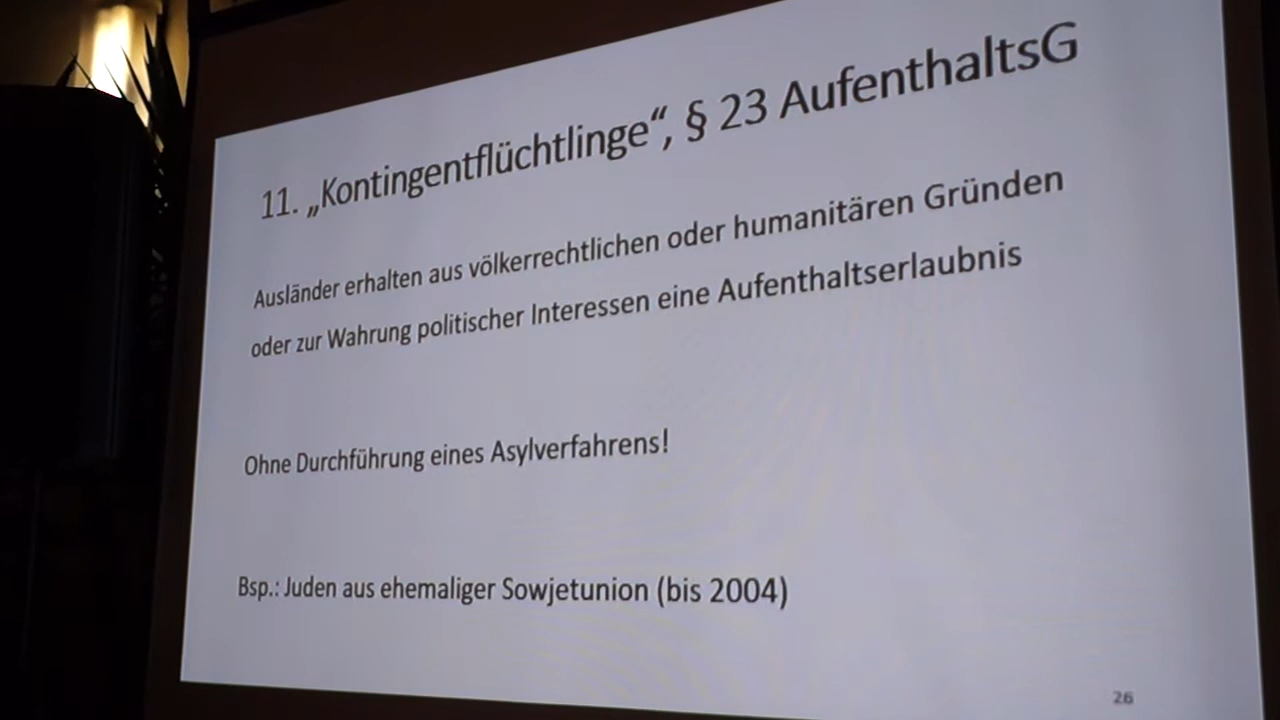 11. „Kontingentflüchtlinge“, § 23 AufenthaltsG
Ausländer erhalten aus völkerrechtlichen oder humanitären Gründen
oder zur Wahrung politischer Interessen eine Aufenthaltserlaubnis
Ohne Durchführung eines Asylverfahrens!
Bsp.: Juden aus ehemaliger Sowjetunion (bis 2004)
26